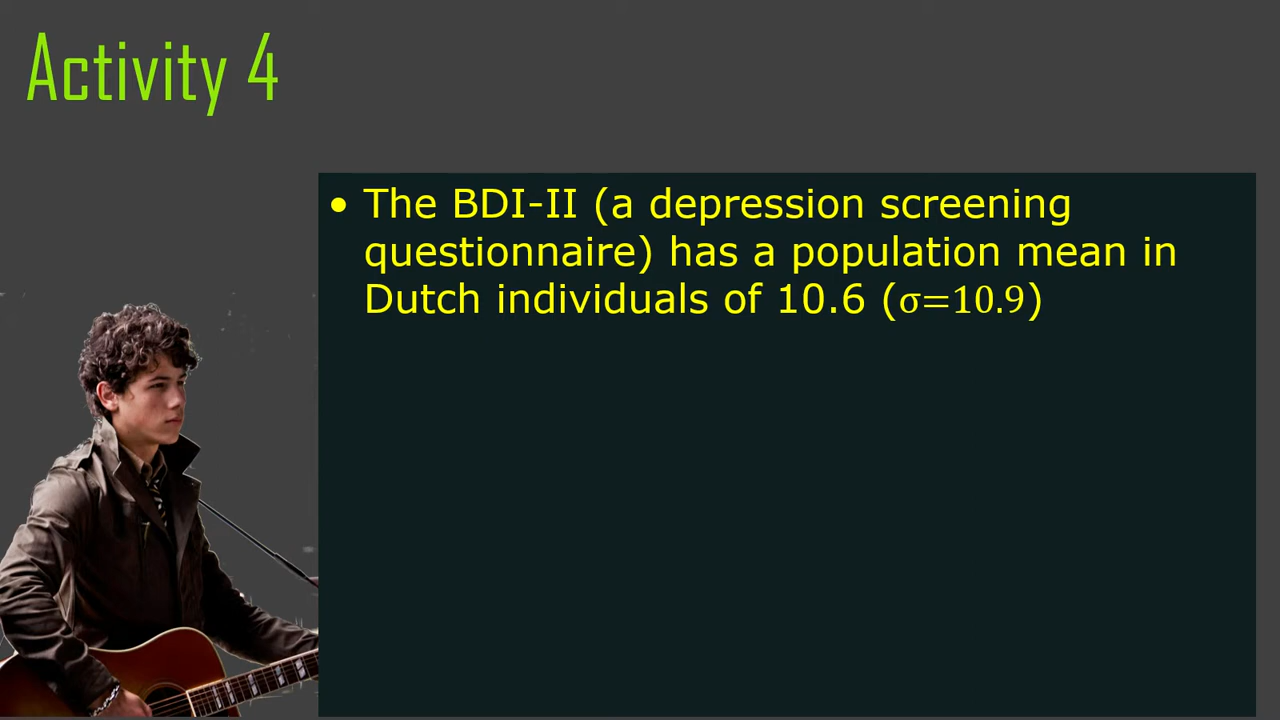 Activity 4
• The BDI-II (a depression screening
questionnaire) has a population mean in
Dutch individuals of 10.6 (σ=10.9)